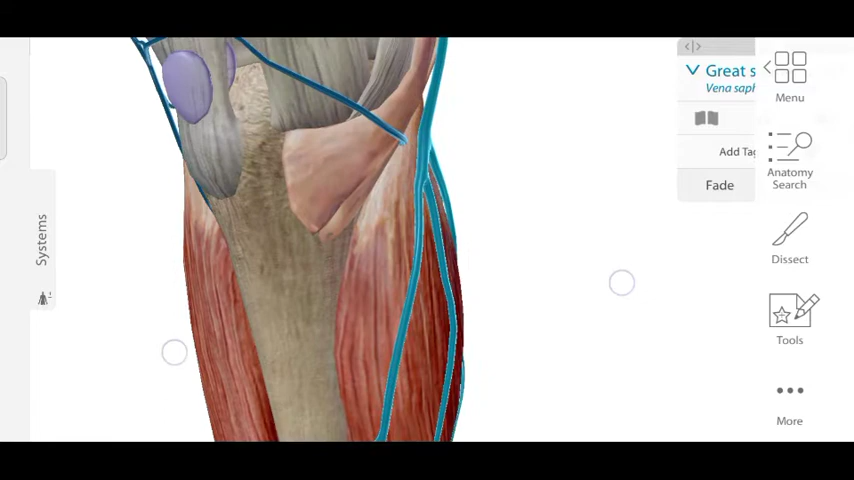 Systems
Great s
Vena saph
Add Tag
Fade
Menu
Anatomy
Search
Dissect
Tools
More